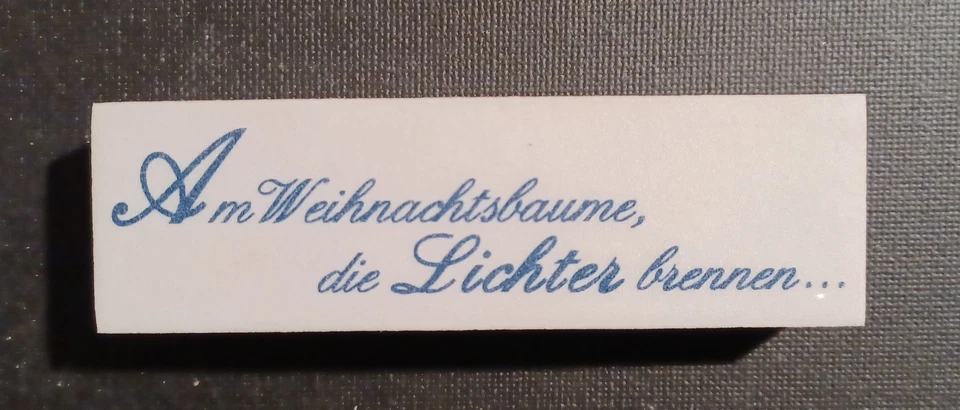 Am Weihnachtsbaume,
die Lichter brennen...